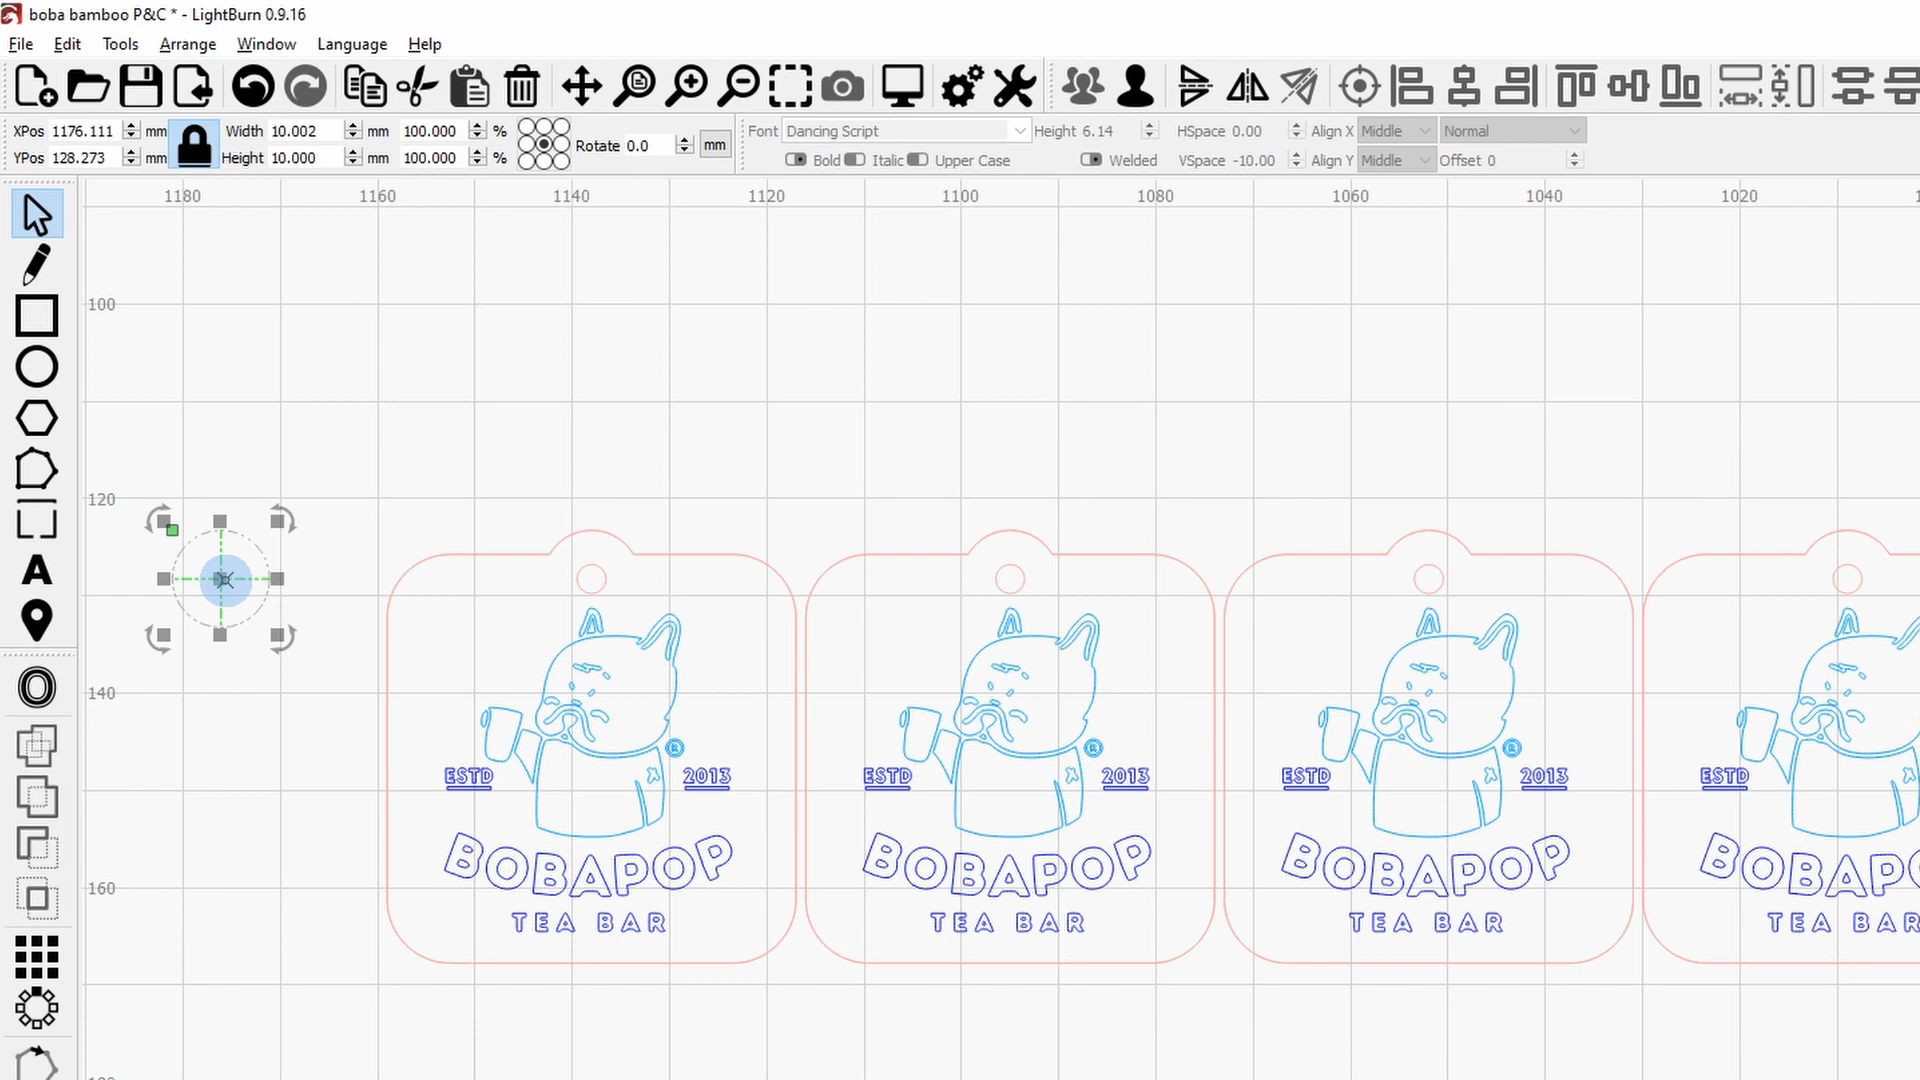 boba bamboo P&C * - LightBurn 0.9.16
File Edit Tools Arrange Window Language Help
XPos 1176.111 mm Width 10.002 mm 100.000 % Rotate 0.0 mm Font Dancing Script Height 6.14 HSpace 0.00 Align X Middle Normal
YPos 128.273 mm Height 10.000 mm 100.000 % Bold Italic Upper Case Welded VSpace -10.00 Align Y Middle Offset 0
1180 1160 1140 1120 1100 1080 1060 1040 1020
100
120
140
160
ESTD 2013
BOBAPOP
TEA BAR
ESTD 2013
BOBAPOP
TEA BAR
ESTD 2013
BOBAPOP
TEA BAR
ESTD
BOBAPO
TEA BAR